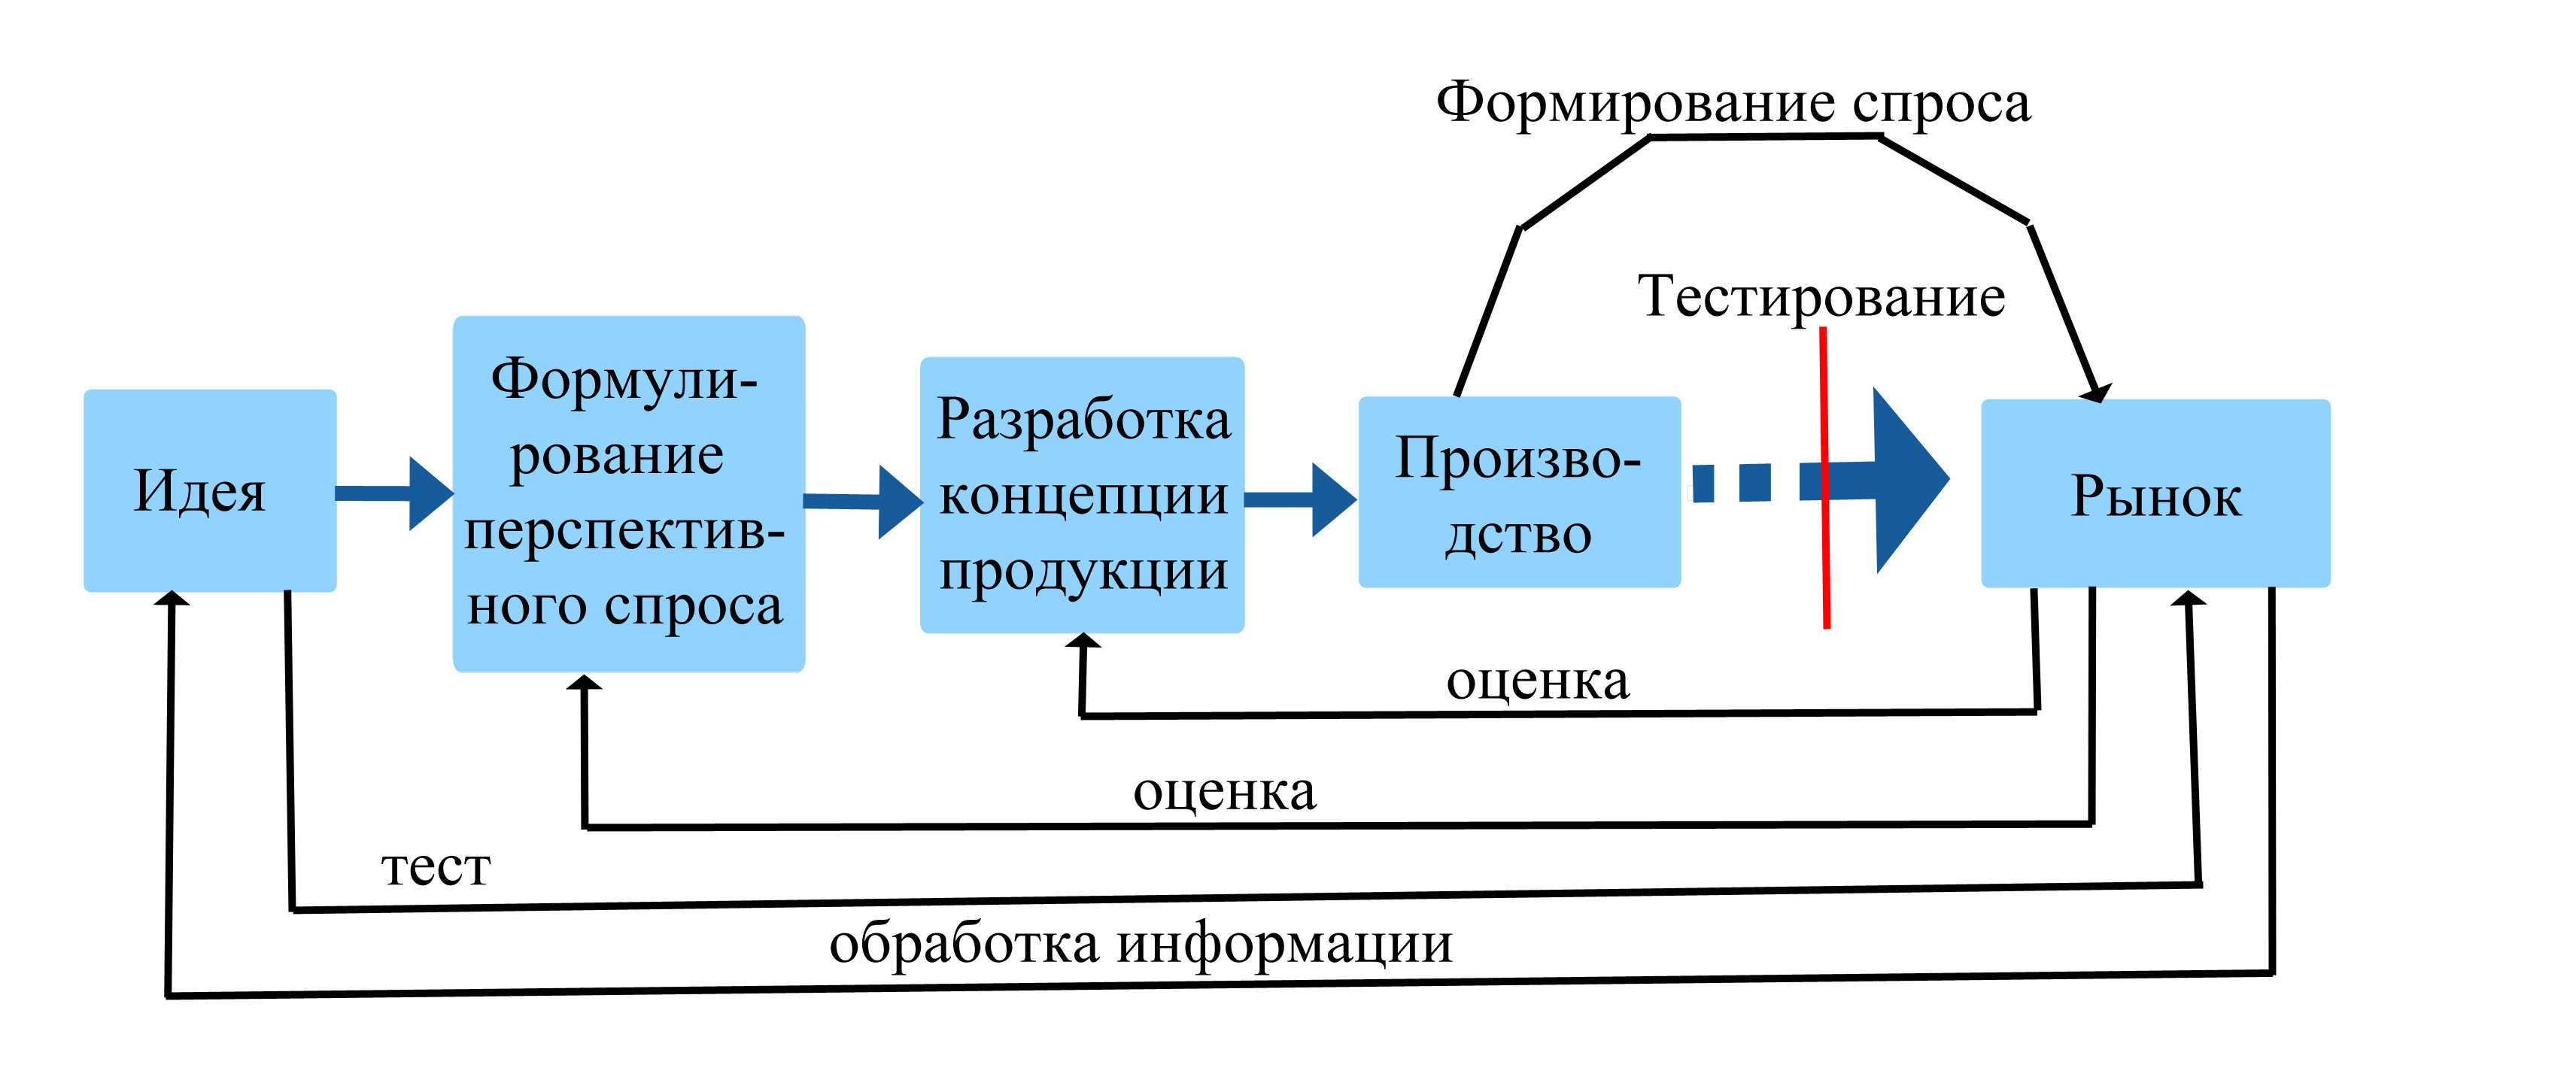 Формирование спроса
Тестирование
Идея
Формули-
рование
перспектив-
ного спроса
Разработка
концепции
продукции
Произво-
дство
Рынок
оценка
оценка
тест
обработка информации